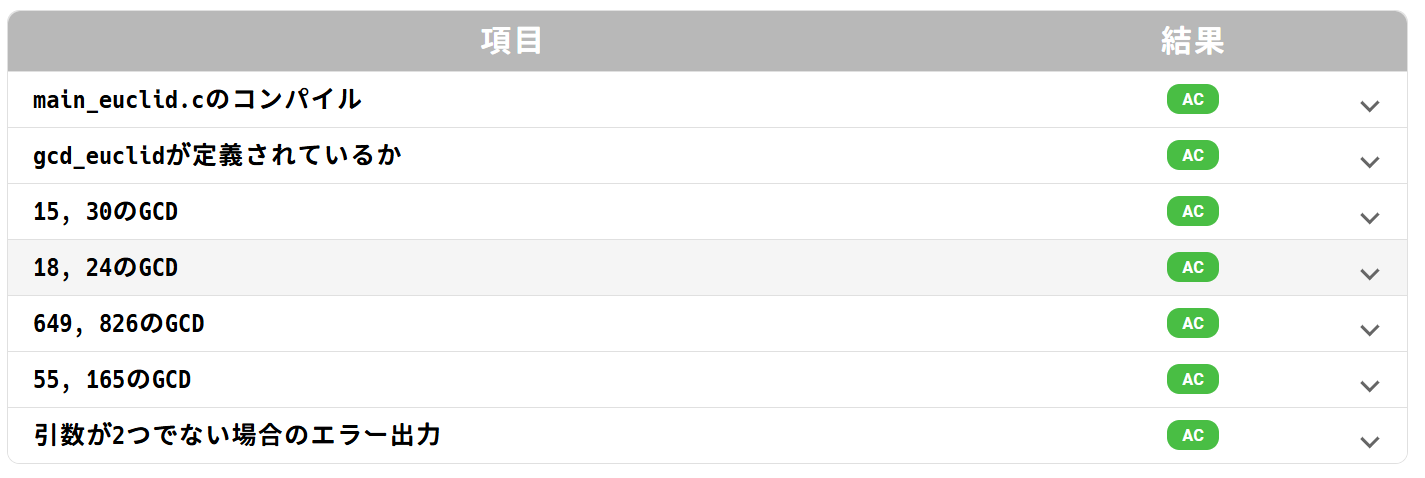 項目 結果
main_euclid.cのコンパイル AC
gcd_euclidが定義されているか AC
15, 30のGCD AC
18, 24のGCD AC
649, 826のGCD AC
55, 165のGCD AC
引数が2つでない場合のエラー出力 AC